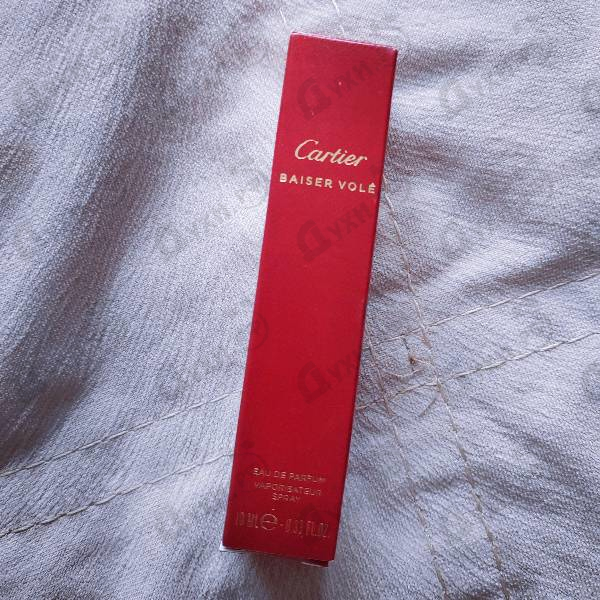 Cartier
BAISER VOLÉ
EAU DE PARFUM
VAPORISATEUR
SPRAY
10 ML ℮ - 0.33 FL.OZ.